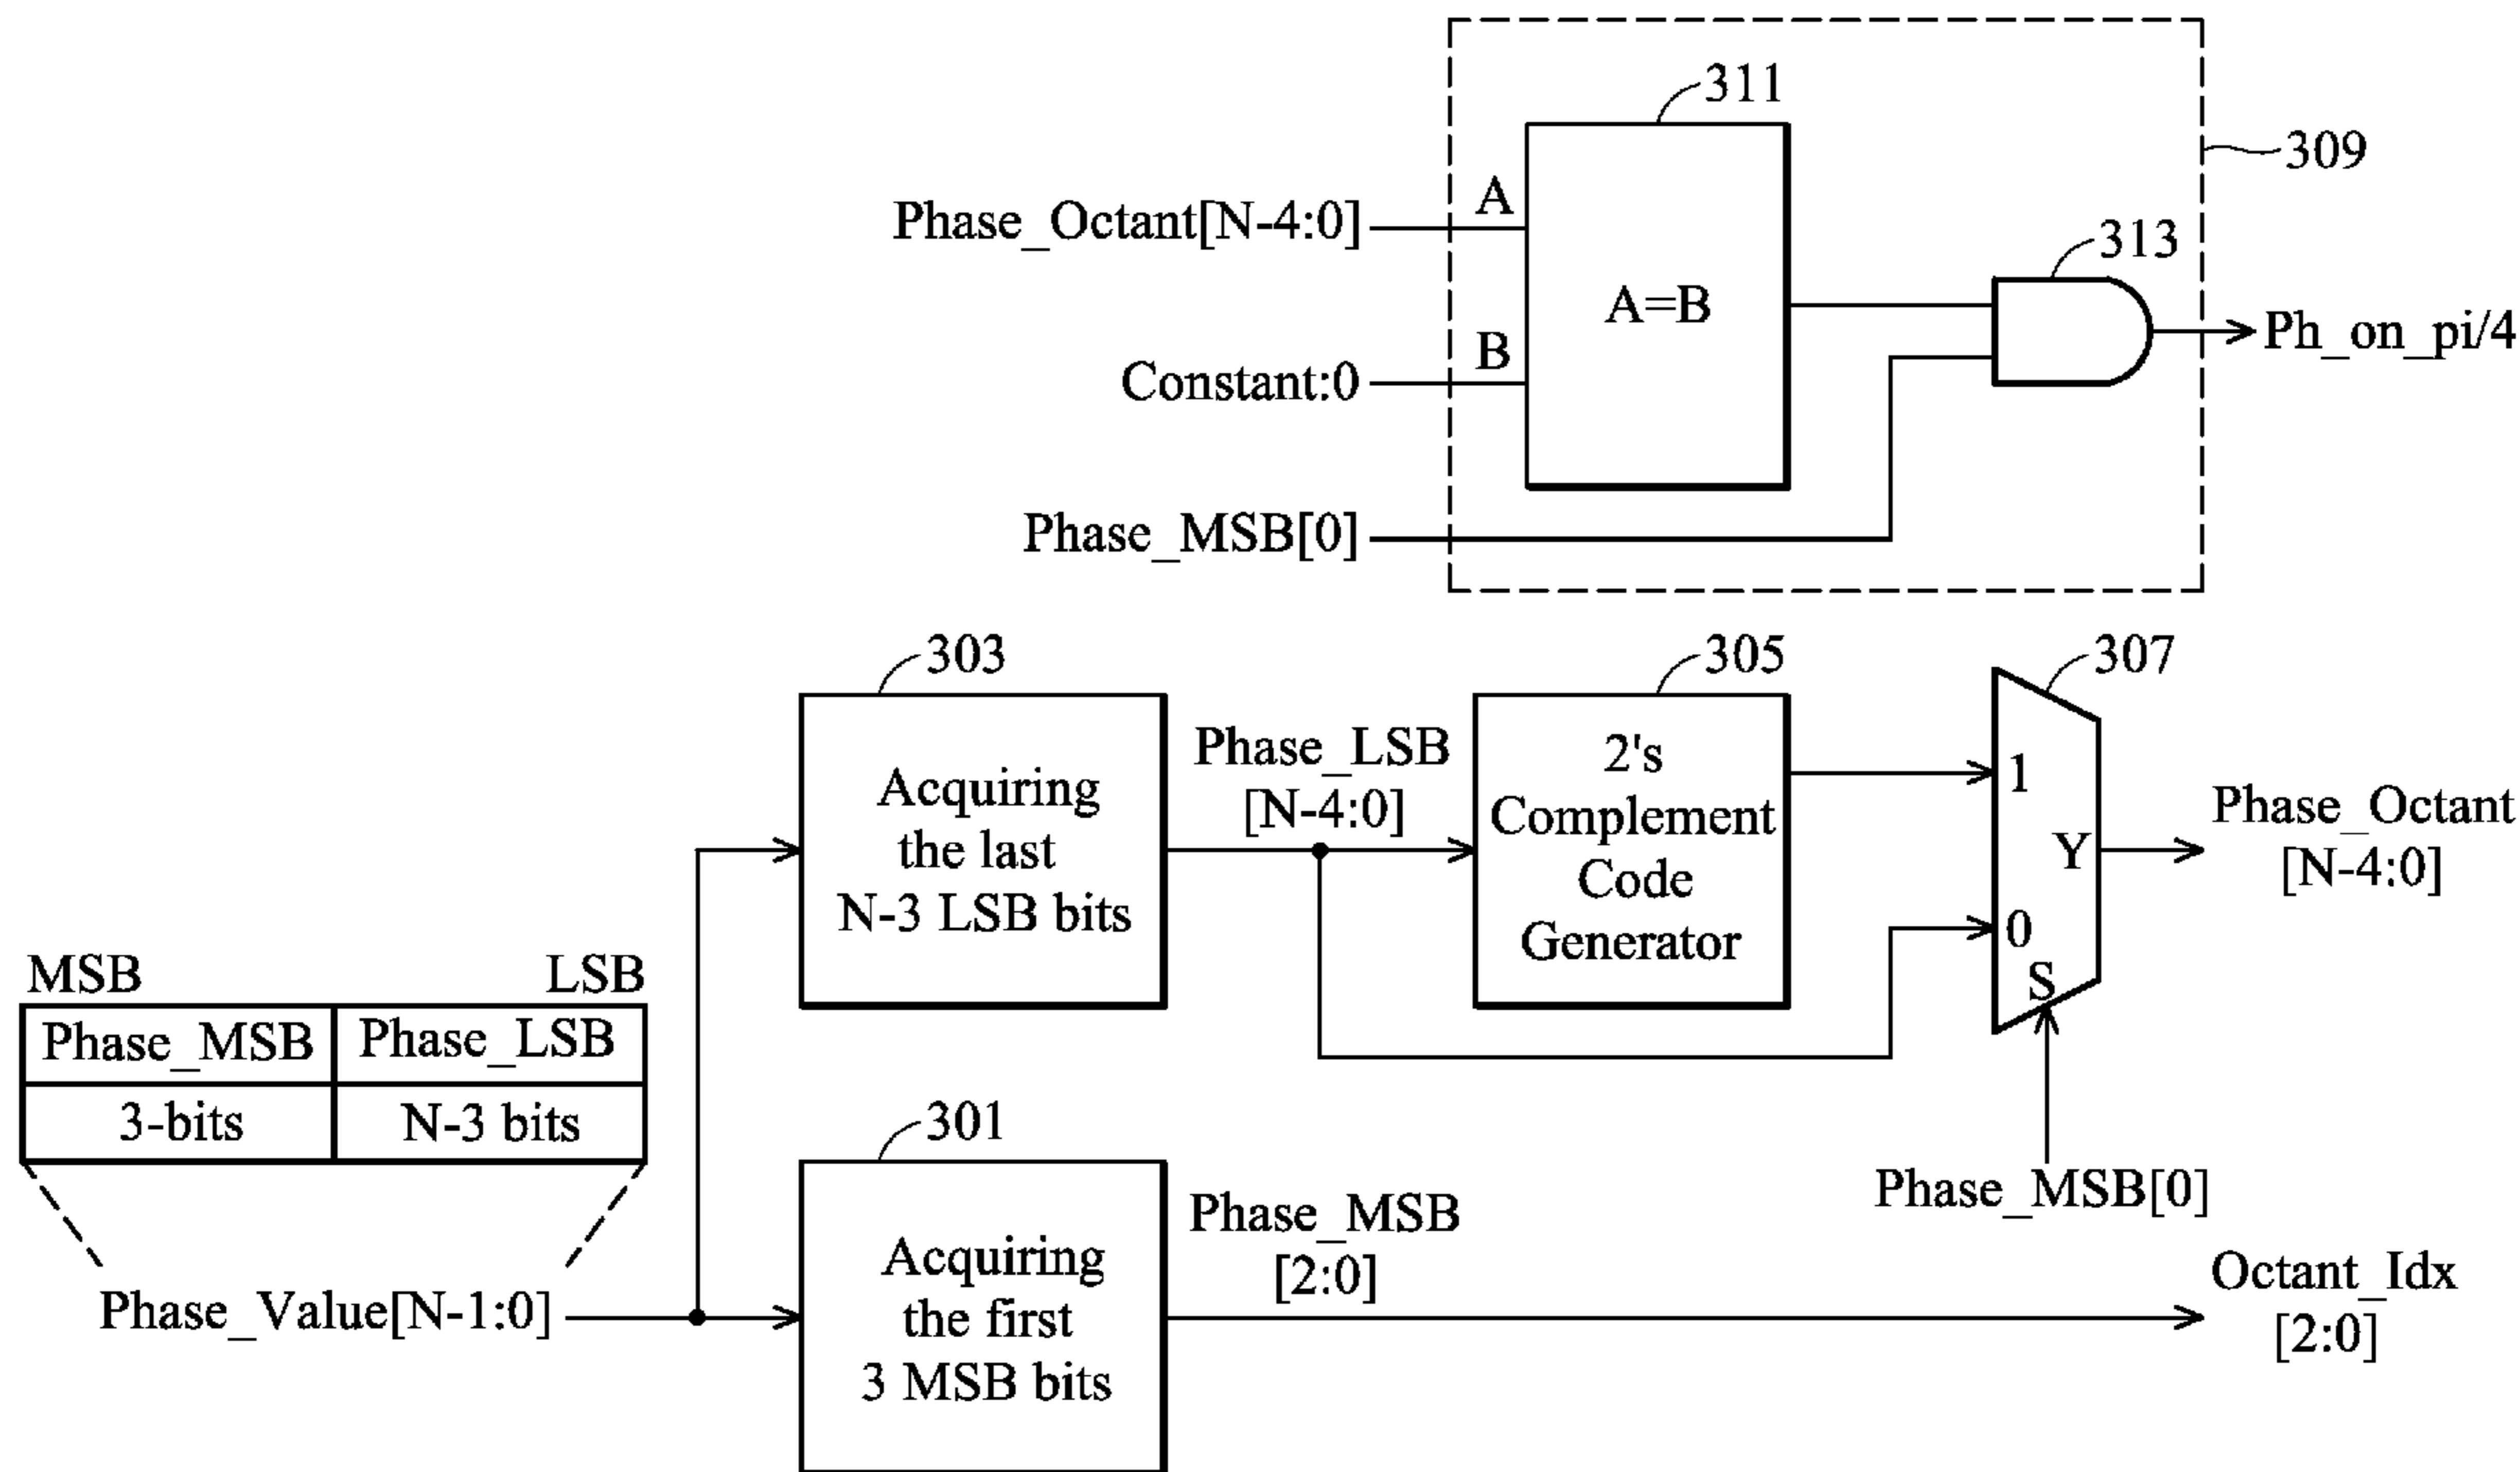 311
309
A
Phase_Octant[N-4:0]
313
A=B
Ph_on_pi/4
B
Constant:0
Phase_MSB[0]
303
305
307
Phase_LSB
[N-4:0]
Acquiring
the last
N-3 LSB bits
2's
Complement
Code
Generator
1
Y
0
S
Phase_Octant
[N-4:0]
MSB
LSB
Phase_MSB
Phase_LSB
3-bits
N-3 bits
301
Phase_MSB[0]
Phase_Value[N-1:0]
Acquiring
the first
3 MSB bits
Phase_MSB
[2:0]
Octant_Idx
[2:0]